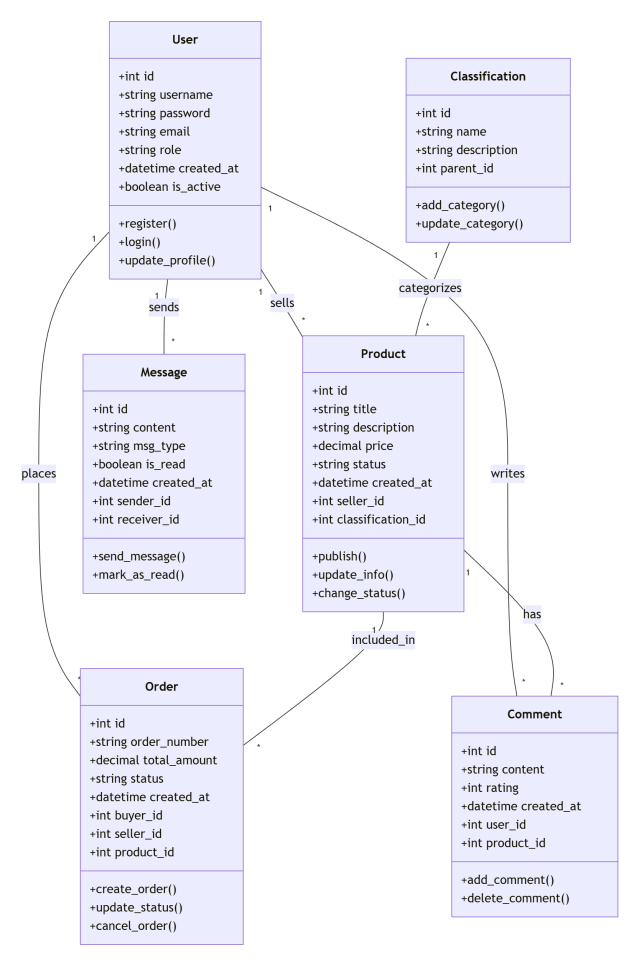 User
+int id
+string username
+string password
+string email
+string role
+datetime created_at
+boolean is_active
+register()
+login()
+update_profile()
Classification
+int id
+string name
+string description
+int parent_id
+add_category()
+update_category()
1
1
1
1
1
sends
sells
categorizes
*
*
*
Message
+int id
+string content
+string msg_type
+boolean is_read
+datetime created_at
+int sender_id
+int receiver_id
+send_message()
+mark_as_read()
Product
+int id
+string title
+string description
+decimal price
+string status
+datetime created_at
+int seller_id
+int classification_id
+publish()
+update_info()
+change_status()
places
writes
1
1
has
included_in
*
*
*
*
Order
+int id
+string order_number
+decimal total_amount
+string status
+datetime created_at
+int buyer_id
+int seller_id
+int product_id
+create_order()
+update_status()
+cancel_order()
Comment
+int id
+string content
+int rating
+datetime created_at
+int user_id
+int product_id
+add_comment()
+delete_comment()